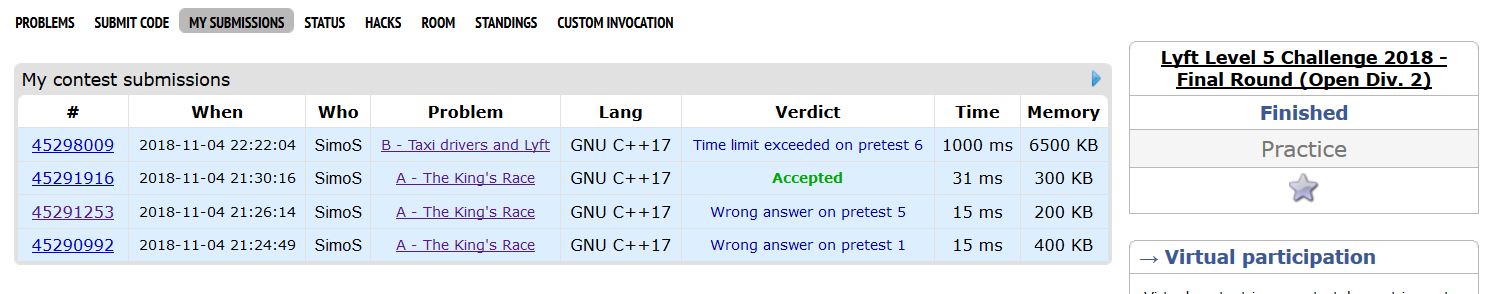 PROBLEMS SUBMIT CODE MY SUBMISSIONS STATUS HACKS ROOM STANDINGS CUSTOM INVOCATION
My contest submissions
# When Who Problem Lang Verdict Time Memory
45298009 2018-11-04 22:22:04 SimoS B - Taxi drivers and Lyft GNU C++17 Time limit exceeded on pretest 6 1000 ms 6500 KB
45291916 2018-11-04 21:30:16 SimoS A - The King's Race GNU C++17 Accepted 31 ms 300 KB
45291253 2018-11-04 21:26:14 SimoS A - The King's Race GNU C++17 Wrong answer on pretest 5 15 ms 200 KB
45290992 2018-11-04 21:24:49 SimoS A - The King's Race GNU C++17 Wrong answer on pretest 1 15 ms 400 KB
Lyft Level 5 Challenge 2018 -
Final Round (Open Div. 2)
Finished
Practice
→ Virtual participation